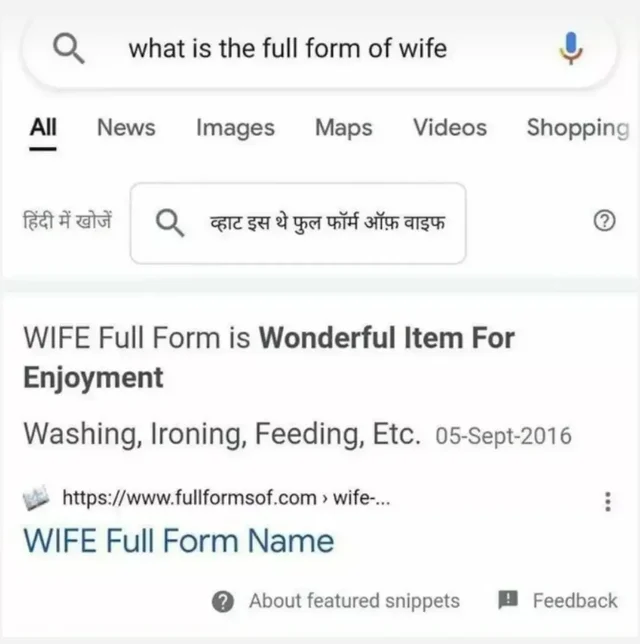 what is the full form of wife
All News Images Maps Videos Shopping
हिंदी में खोजें व्हाट इस थे फुल फॉर्म ऑफ़ वाइफ
WIFE Full Form is Wonderful Item For
Enjoyment
Washing, Ironing, Feeding, Etc. 05-Sept-2016
https://www.fullformsof.com › wife-...
WIFE Full Form Name
About featured snippets Feedback